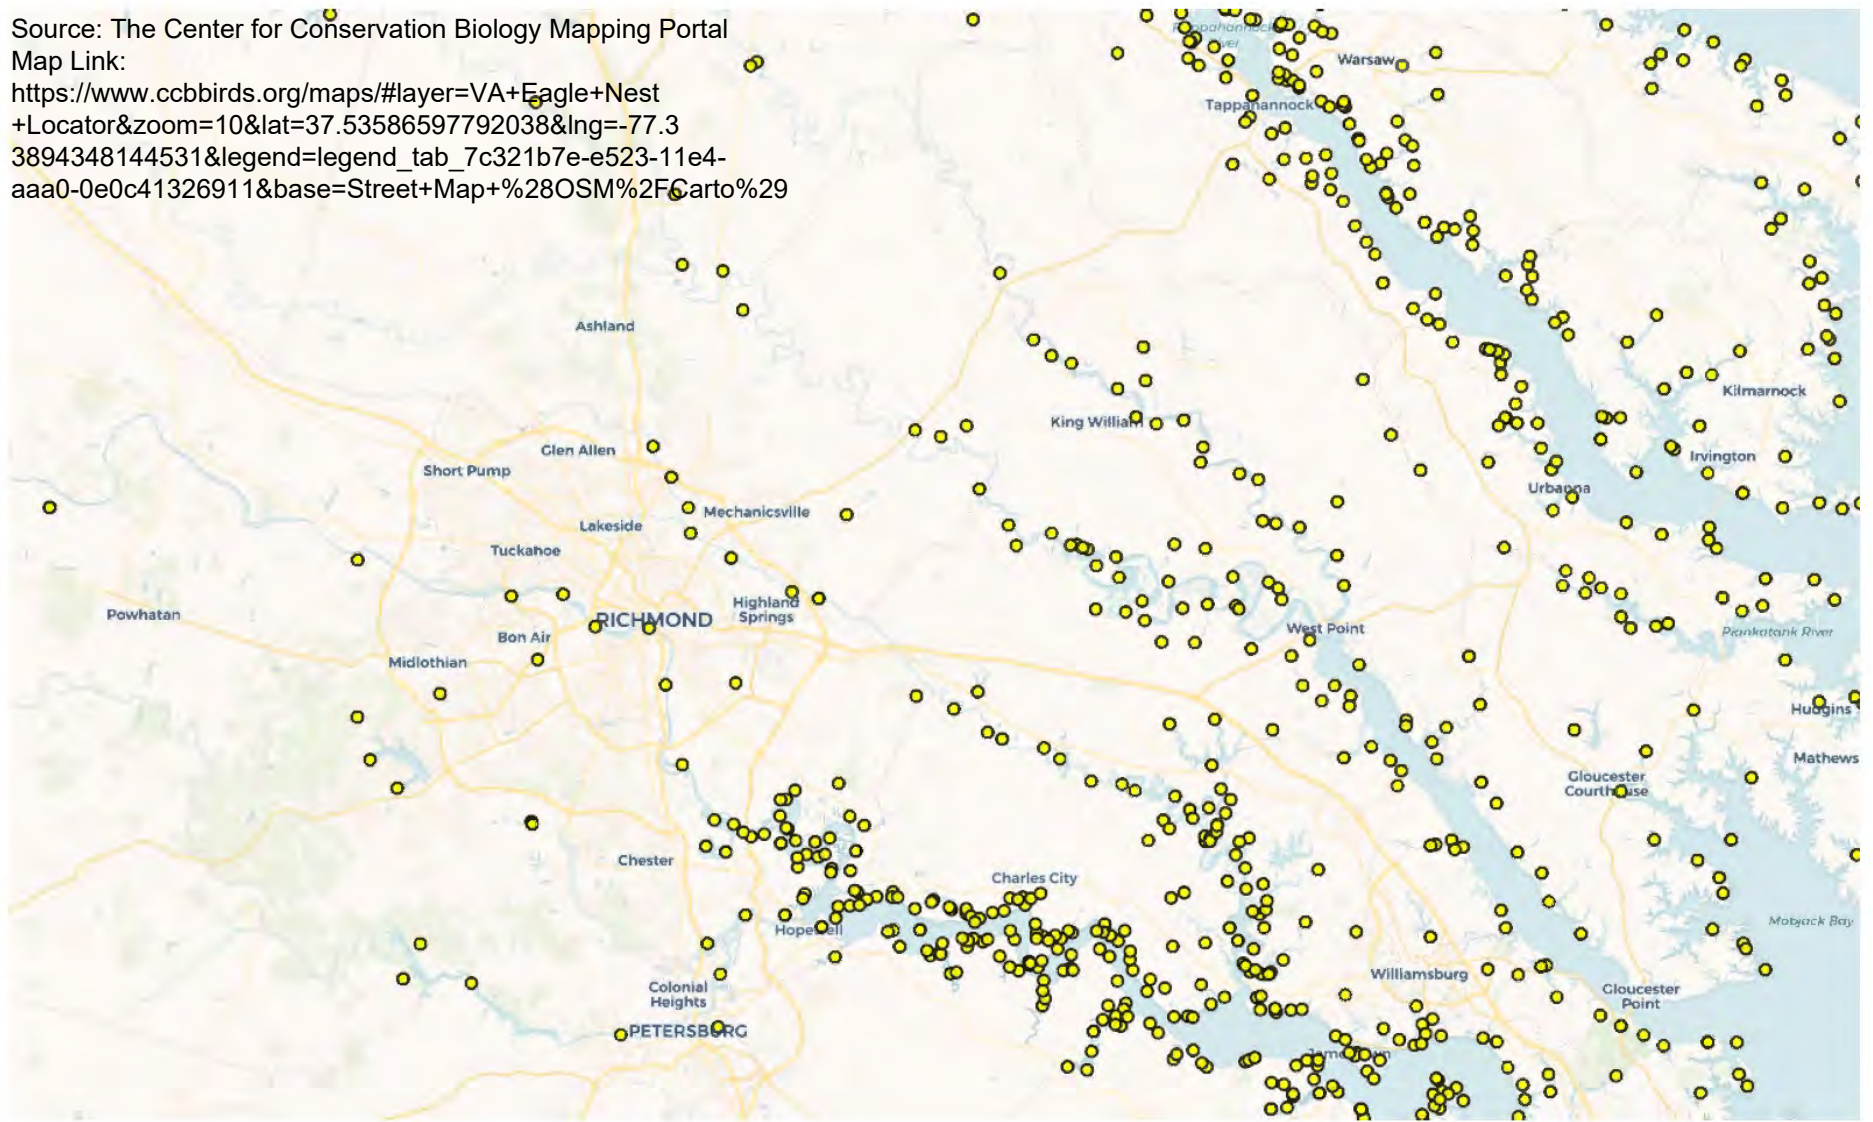 Source: The Center for Conservation Biology Mapping Portal
Map Link:
https://www.ccbbirds.org/maps/#layer=VA+Eagle+Nest
+Locator&zoom=10&lat=37.53586597792038&lng=-77.3
3894348144531&legend=legend_tab_7c321b7e-e523-11e4-
aaa0-0e0c41326911&base=Street+Map+%28OSM%2FCarto%29
Rappahannock
River
Warsaw
Tappahannock
Ashland
Kilmarnock
King William
Glen Allen
Short Pump
Irvington
Urbanna
Mechanicsville
Lakeside
Tuckahoe
Highland
Springs
Powhatan
RICHMOND
Bon Air
West Point
Piankatank River
Midlothian
Hudgins
Mathews
Gloucester
Courthouse
Chester
Charles City
Mobjack Bay
Hopewell
Williamsburg
Colonial
Heights
Gloucester
Point
PETERSBURG
Jamestown